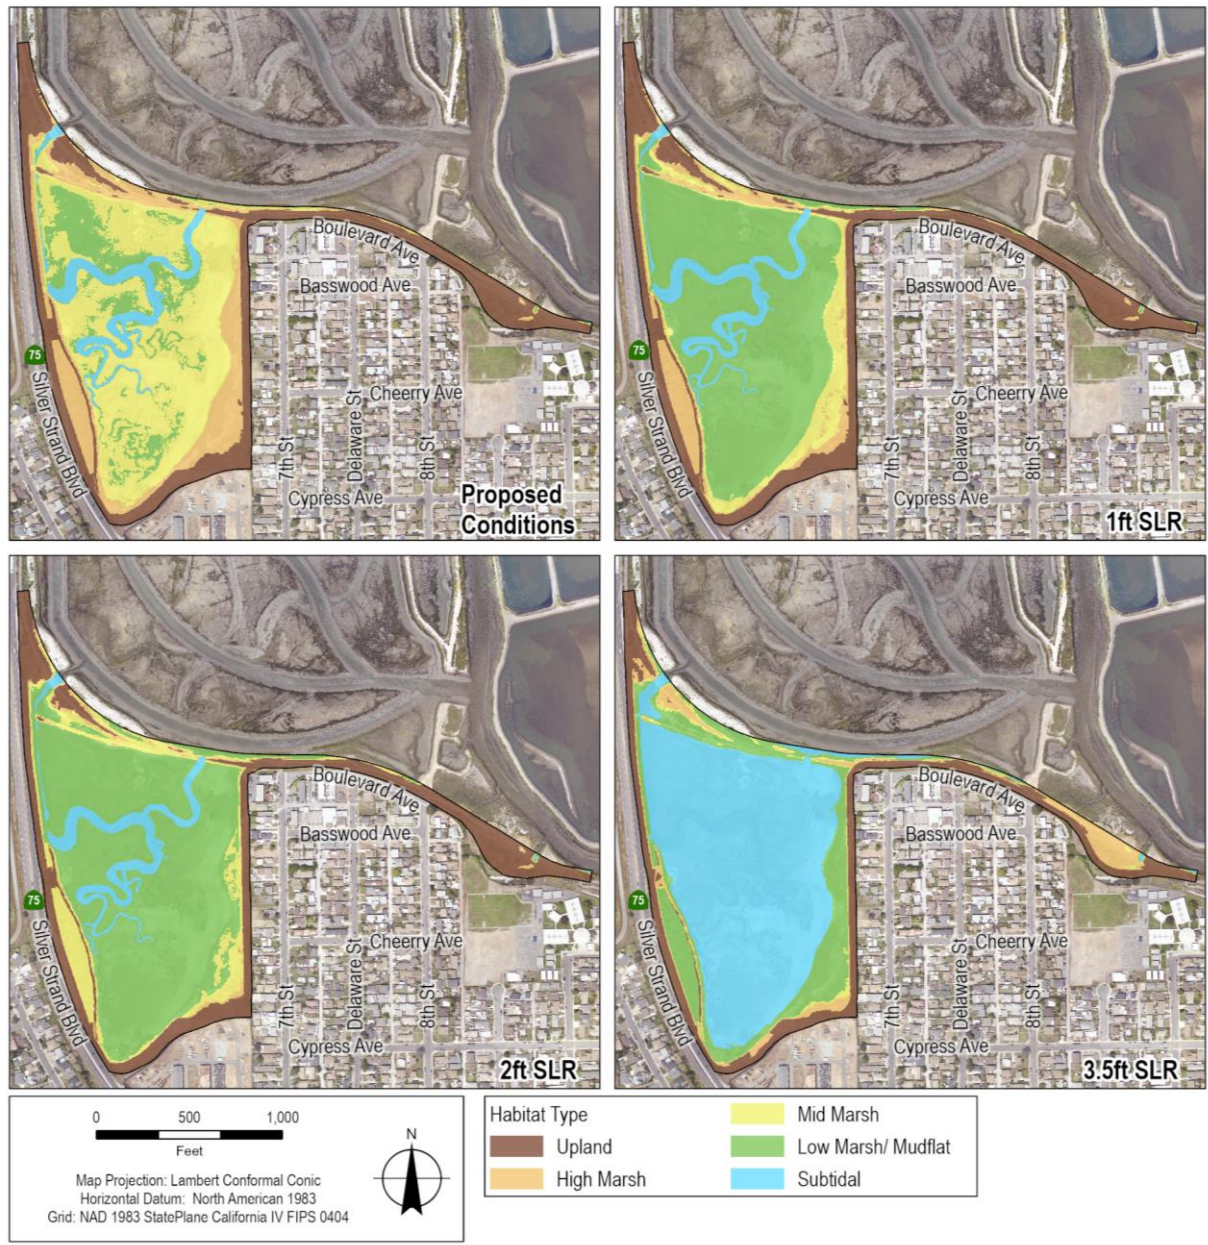 Boulevard Ave
Basswood Ave
75
Silver Strand Blvd
Cheerry Ave
7th St
Delaware St
8th St
Cypress Ave
Proposed
Conditions
Boulevard Ave
Basswood Ave
75
Silver Strand Blvd
Cheerry Ave
7th St
Delaware St
8th St
Cypress Ave
1ft SLR
Boulevard Ave
Basswood Ave
75
Silver Strand Blvd
Cheerry Ave
7th St
Delaware St
8th St
Cypress Ave
2ft SLR
Boulevard Ave
Basswood Ave
75
Silver Strand Blvd
Cheerry Ave
7th St
Delaware St
8th St
Cypress Ave
3.5ft SLR
0 500 1,000
Feet
N
Map Projection: Lambert Conformal Conic
Horizontal Datum: North American 1983
Grid: NAD 1983 StatePlane California IV FIPS 0404
Habitat Type
Upland
High Marsh
Mid Marsh
Low Marsh/ Mudflat
Subtidal